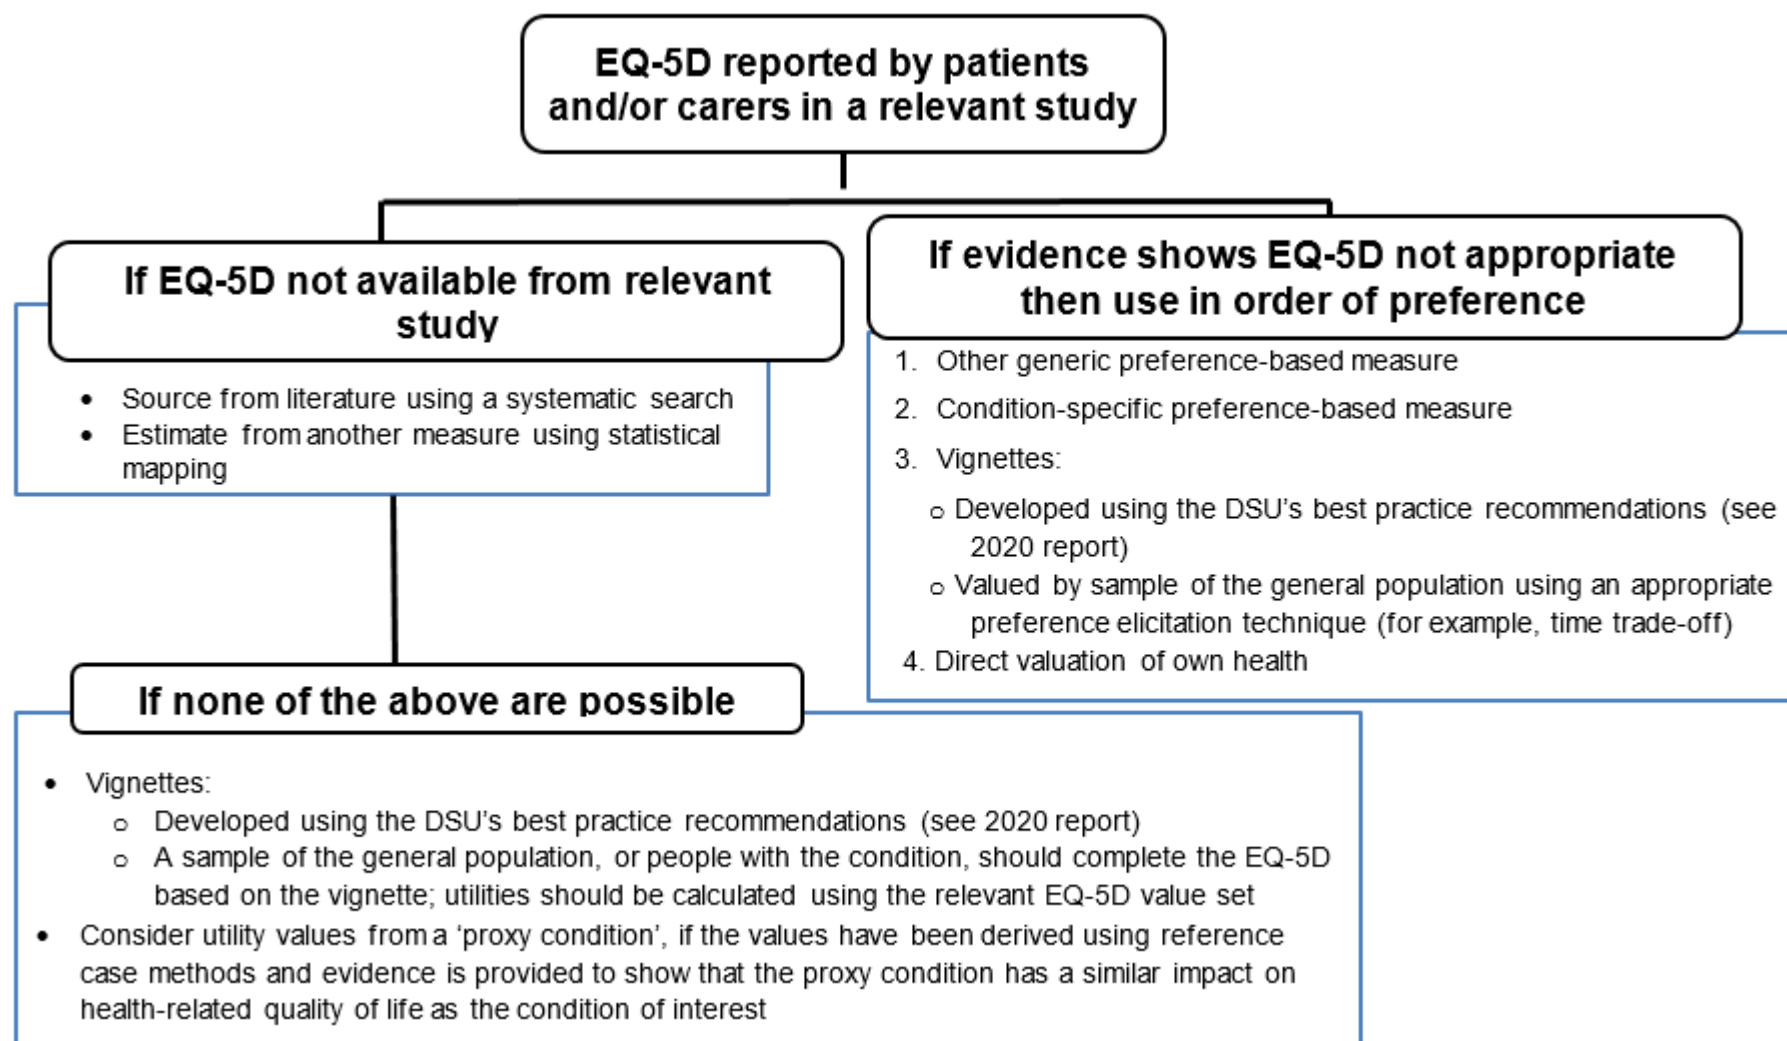 EQ-5D reported by patients
and/or carers in a relevant study
If EQ-5D not available from relevant
study
• Source from literature using a systematic search
• Estimate from another measure using statistical
mapping
If evidence shows EQ-5D not appropriate
then use in order of preference
1. Other generic preference-based measure
2. Condition-specific preference-based measure
3. Vignettes:
o Developed using the DSU's best practice recommendations (see
2020 report)
o Valued by sample of the general population using an appropriate
preference elicitation technique (for example, time trade-off)
4. Direct valuation of own health
If none of the above are possible
• Vignettes:
o Developed using the DSU's best practice recommendations (see 2020 report)
o A sample of the general population, or people with the condition, should complete the EQ-5D
based on the vignette; utilities should be calculated using the relevant EQ-5D value set
• Consider utility values from a 'proxy condition', if the values have been derived using reference
case methods and evidence is provided to show that the proxy condition has a similar impact on
health-related quality of life as the condition of interest